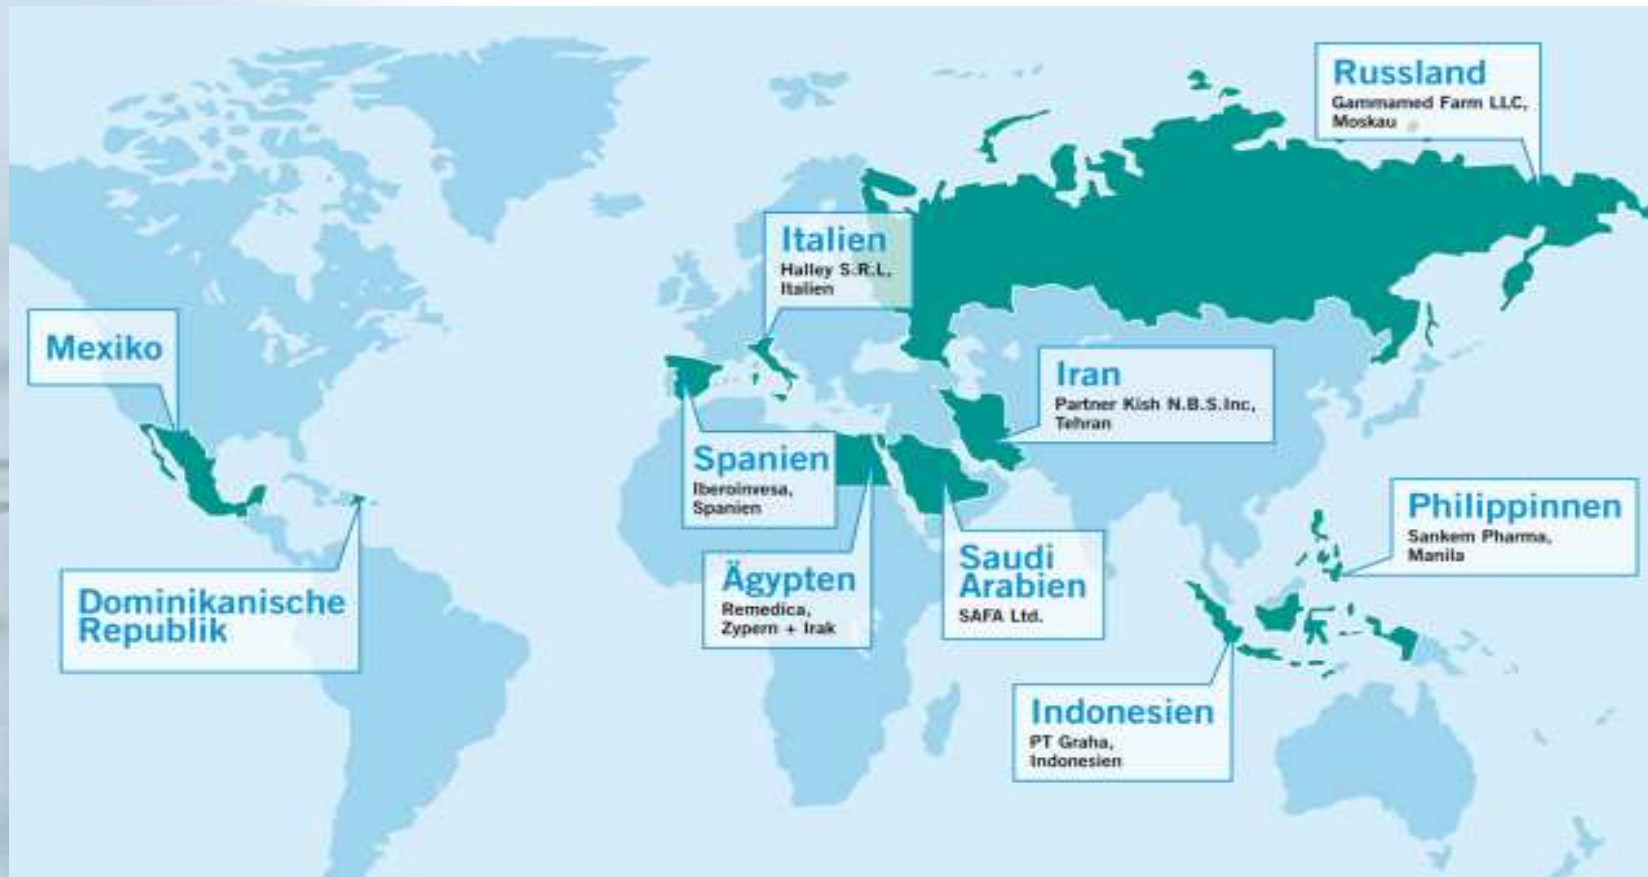 Russland
Gammamed Farm LLC,
Moskau
Italien
Halley S.R.L,
Italien
Mexiko
Iran
Partner Kish N.B.S.Inc,
Tehran
Spanien
Iberoinvesa,
Spanien
Philippinnen
Sankem Pharma,
Manila
Ägypten
Remedica,
Zypern + Irak
Saudi
Arabien
SAFA Ltd.
Dominikanische
Republik
Indonesien
PT Graha,
Indonesien